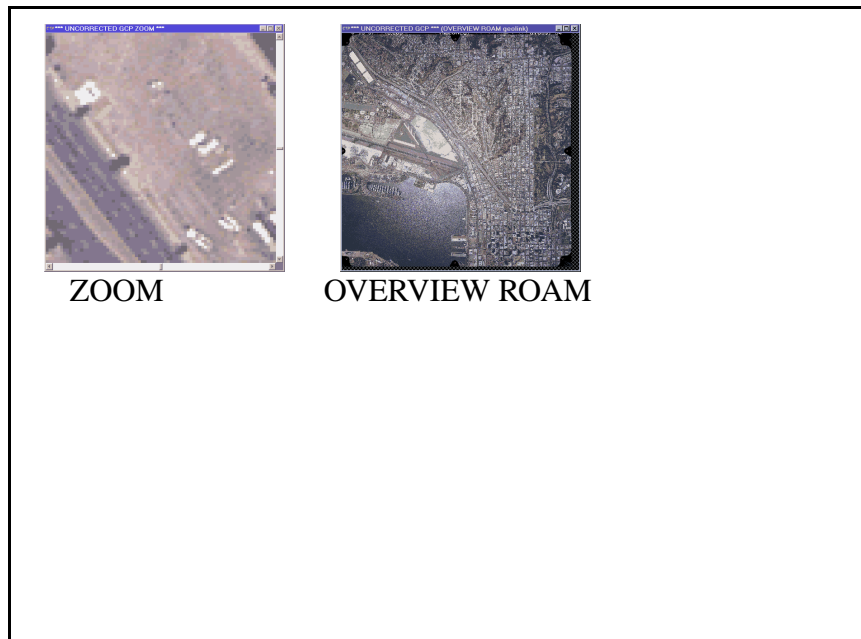 *** UNCORRECTED GCP ZOOM ***
*** UNCORRECTED GCP *** (OVERVIEW ROAM geolink)
ZOOM
OVERVIEW ROAM